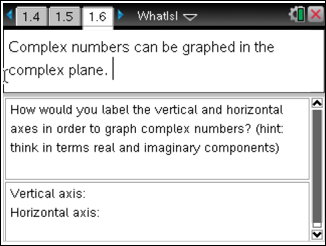 1.4 1.5 1.6 WhatIsI
Complex numbers can be graphed in the
complex plane.
How would you label the vertical and horizontal
axes in order to graph complex numbers? (hint:
think in terms real and imaginary components)
Vertical axis:
Horizontal axis: